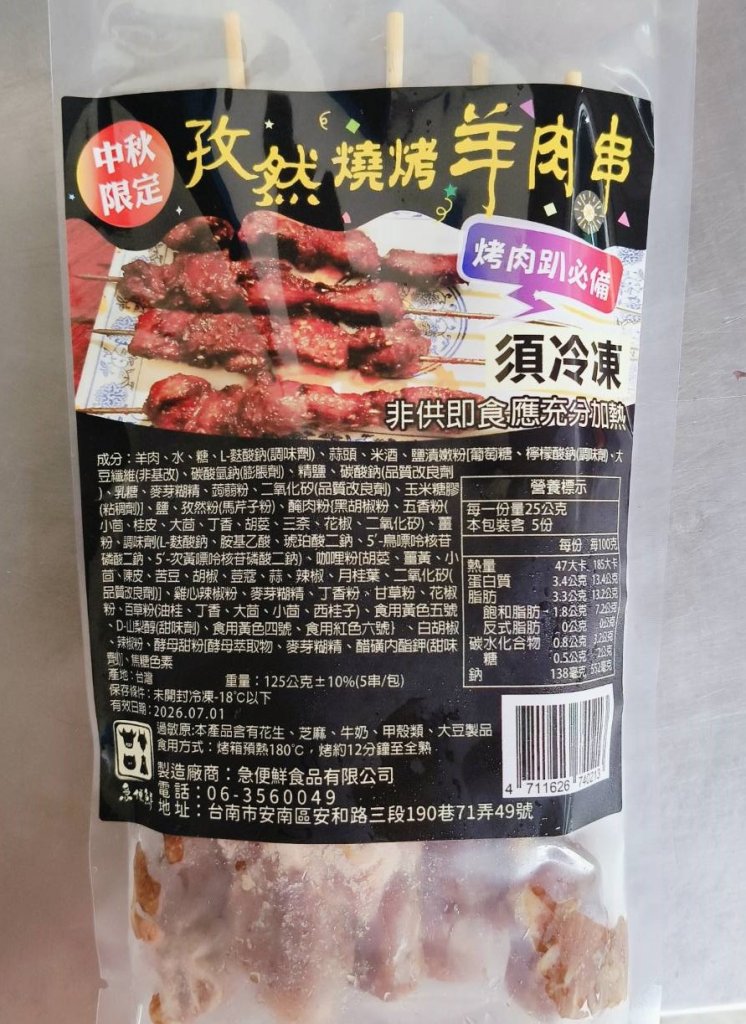 中秋
限定
孜然燒烤羊肉串
烤肉趴必備
須冷凍
非供即食應充分加熱
成分：羊肉、水、糖、L-麩酸鈉(調味劑)、蒜頭、米酒、鹽漬嫩粉[葡萄糖、檸檬酸鈉(調味劑)、大
豆纖維(非基改)、碳酸氫鈉(膨脹劑)、精鹽、碳酸鈉(品質改良劑
)、乳糖、麥芽糊精、蒟蒻粉、二氧化矽(品質改良劑)、玉米糖膠
(粘稠劑)]、鹽、孜然粉(馬芹子粉)、醃肉粉{黑胡椒粉、五香粉(
小茴、桂皮、大茴、丁香、胡荽、三奈、花椒、二氧化矽)、薑
粉、調味劑(L-麩酸鈉、胺基乙酸、琥珀酸二鈉、5´-鳥嘌呤核苷
磷酸二鈉、5´-次黃嘌呤核苷磷酸二鈉)、咖哩粉[胡荽、薑黃、小
茴、陳皮、苦豆、胡椒、荳蔻、蒜、辣椒、月桂葉、二氧化矽(
品質改良劑)]、雞心辣椒粉、麥芽糊精、丁香粉、甘草粉、花椒
粉、百草粉(油桂、丁香、大茴、小茴、西桂子)、食用黃色五號
、D-山梨醇(甜味劑)、食用黃色四號、食用紅色六號}、白胡椒
、辣椒粉、酵母甜粉[酵母萃取物、麥芽糊精、醋磺內酯鉀(甜味
劑)]、焦糖色素
產地：台灣 重量：125公克±10%(5串/包)
保存條件：未開封冷凍-18℃以下
有效日期：2026.07.01
營養標示
每一份量25公克
本包裝含 5份
每份 每100克
熱量 47大卡 185大卡
蛋白質 3.4公克 13.4公克
脂肪 3.3公克 13.2公克
飽和脂肪 1.8公克 7.2公克
反式脂肪 0公克 0公克
碳水化合物 0.8公克 3.2公克
糖 0.5公克 2公克
鈉 138毫克 552毫克
過敏原:本產品含有花生、芝麻、牛奶、甲殼類、大豆製品
食用方式：烤箱預熱180℃，烤約12分鐘至全熟
急便鮮
製造廠商：急便鮮食品有限公司
電話：06-3560049
地址：台南市安南區安和路三段190巷71弄49號
4 711626 740213